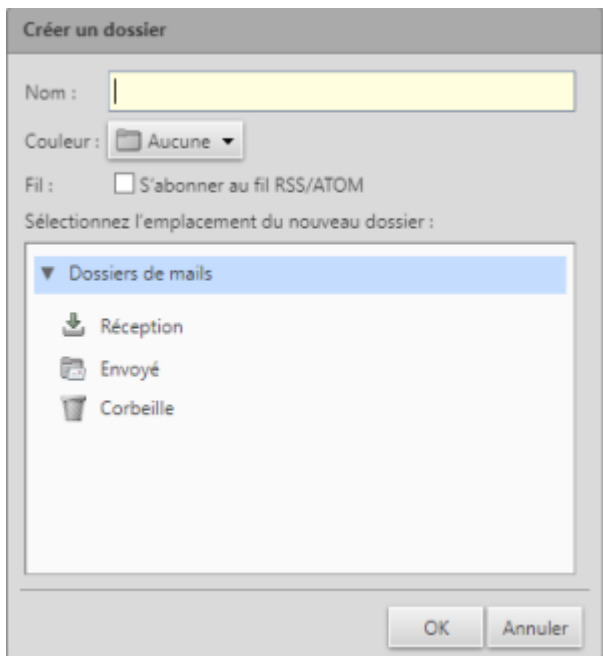 Créer un dossier
Nom :
Couleur : Aucune
Fil : S'abonner au fil RSS/ATOM
Sélectionnez l'emplacement du nouveau dossier :
Dossiers de mails
Réception
Envoyé
Corbeille
OK Annuler